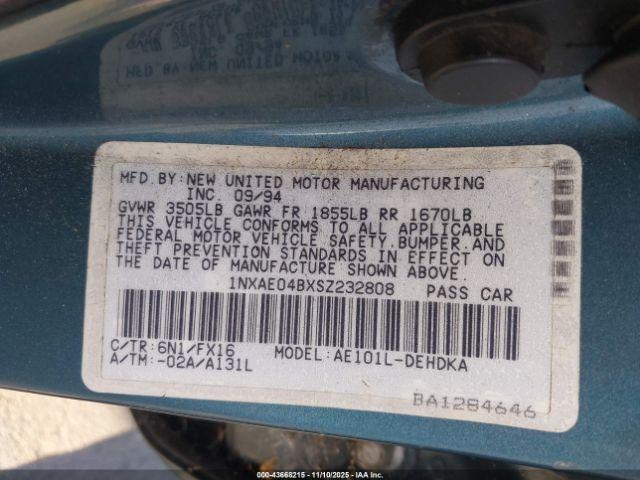 MFD.BY:NEW UNITED MOTOR MANUFACTURING
INC. 09/94
GVWR 3505LB GAWR FR 1855LB RR 1670LB
THIS VEHICLE CONFORMS TO ALL APPLICABLE
FEDERAL MOTOR VEHICLE SAFETY.BUMPER.AND
THEFT PREVENTION STANDARDS IN EFFECT ON
THE DATE OF MANUFACTURE SHOWN ABOVE.
1NXAE04BXSZ232808 PASS CAR
C/TR:6N1/FX16 MODEL:AE101L-DEHDKA
A/TM:-02A/A131L
BA1284646
000-43668215 - 11/10/2025 - IAAI.COM